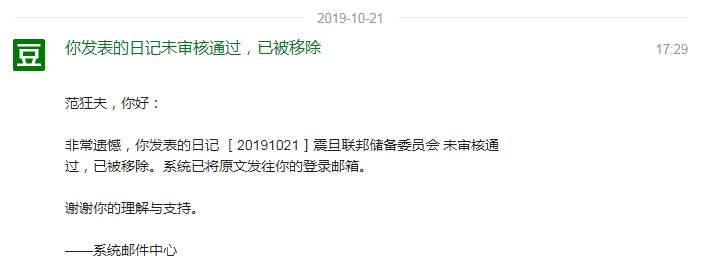 2019-10-21
豆
你发表的日记未审核通过，已被移除
17:29
范狂夫，你好：
非常遗憾，你发表的日记 [ 20191021 ] 震旦联邦储备委员会 未审核通
过，已被移除。系统已将原文发往你的登录邮箱。
谢谢你的理解与支持。
——系统邮件中心